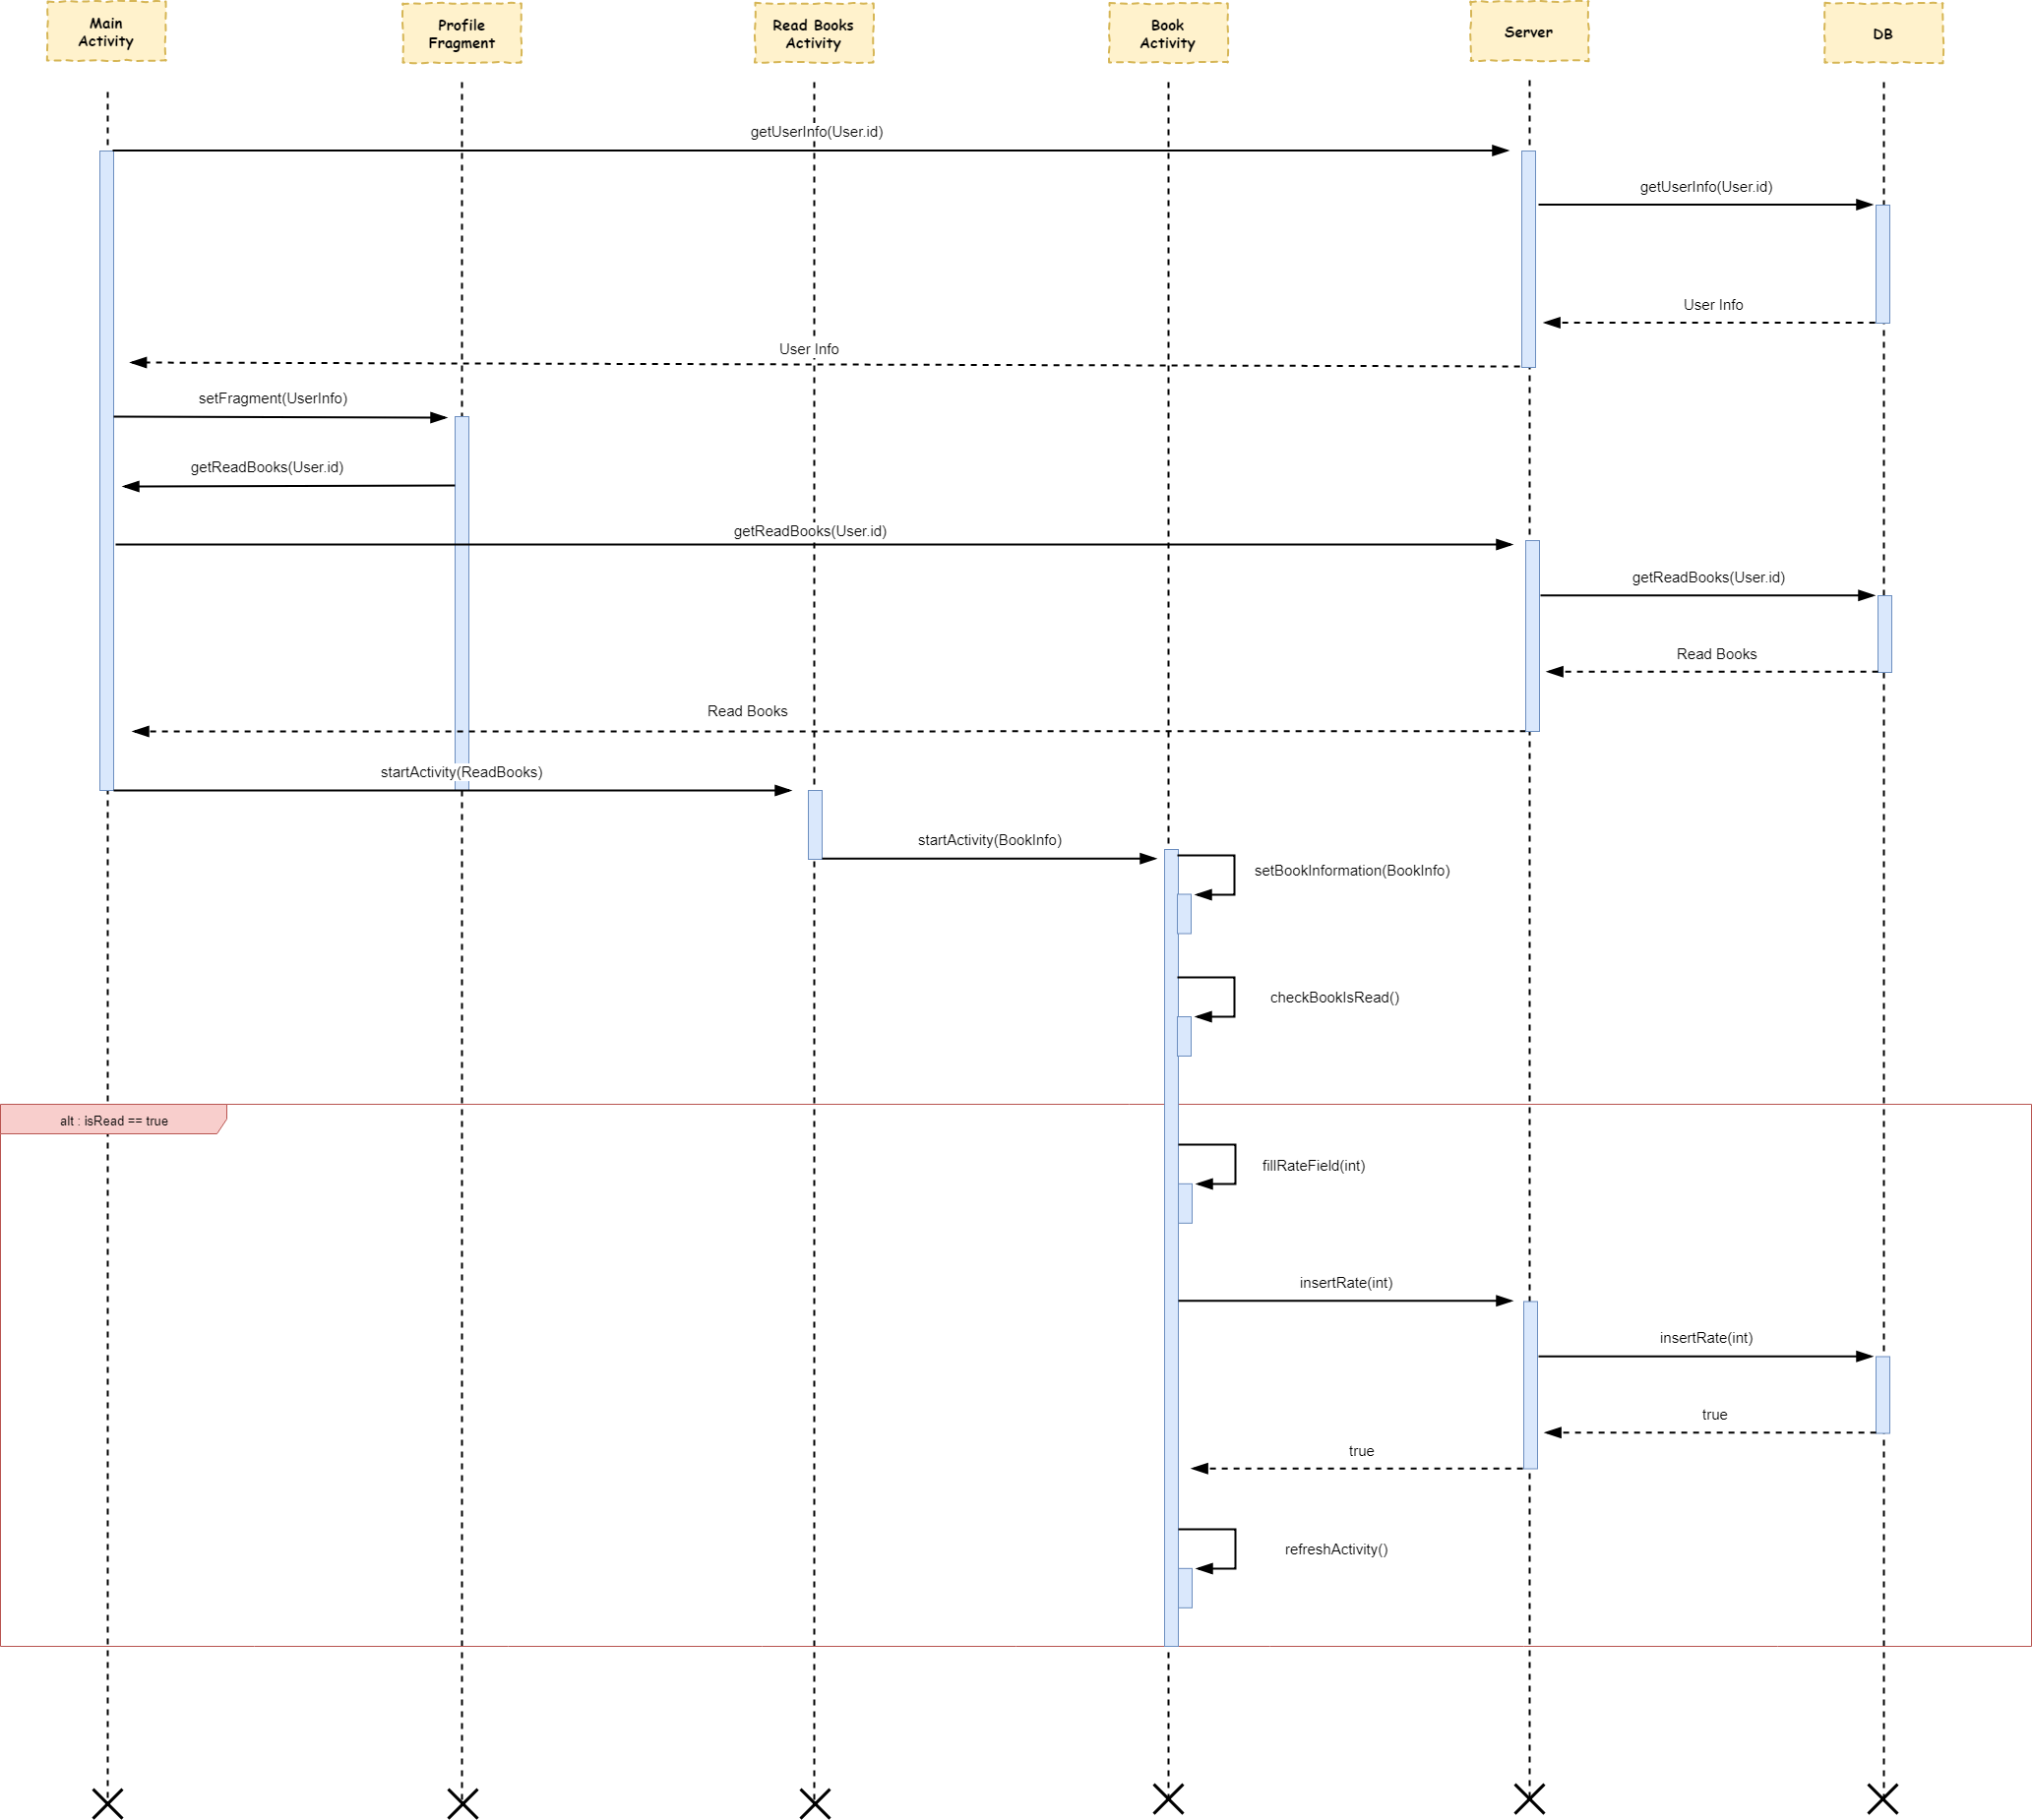 Main
Activity
Profile
Fragment
Read Books
Activity
Book
Activity
Server
DB
getUserInfo(User.id)
getUserInfo(User.id)
User Info
User Info
setFragment(UserInfo)
getReadBooks(User.id)
getReadBooks(User.id)
getReadBooks(User.id)
Read Books
Read Books
startActivity(ReadBooks)
startActivity(BookInfo)
setBookInformation(BookInfo)
checkBookIsRead()
alt : isRead == true
fillRateField(int)
insertRate(int)
insertRate(int)
true
true
refreshActivity()